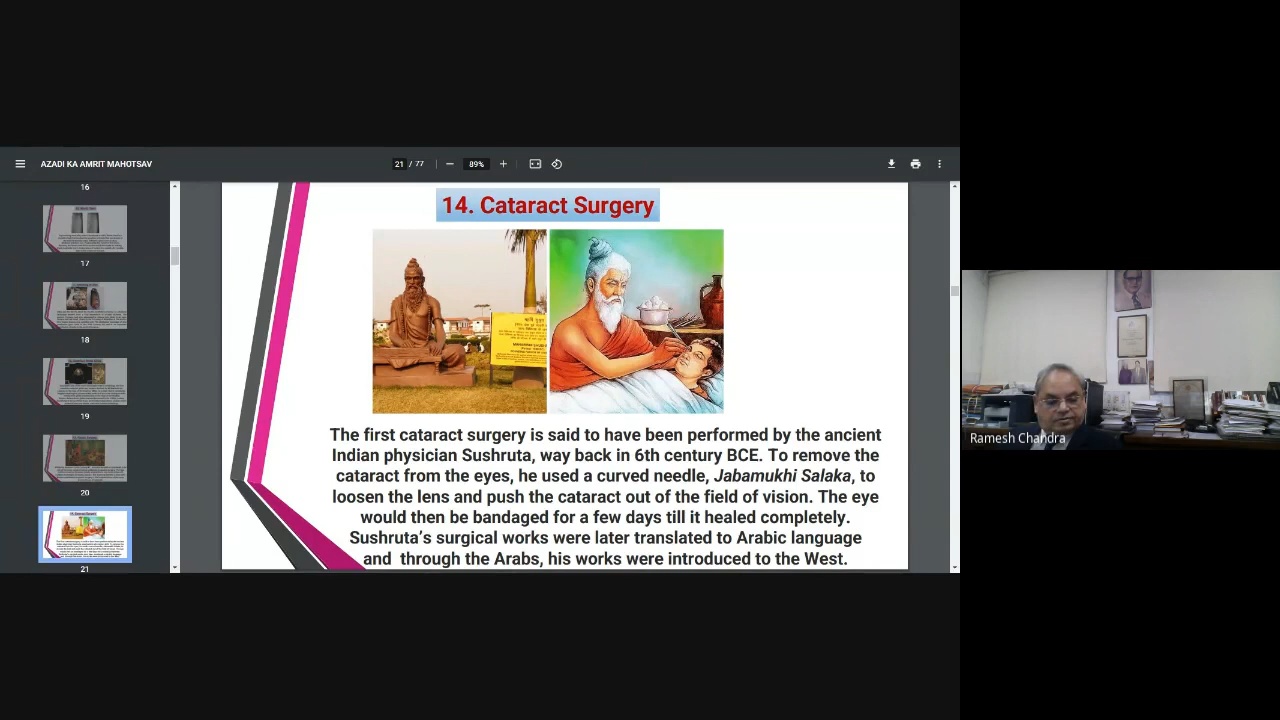 AZADI KA AMRIT MAHOTSAV
21 / 77
89%
16
17
18
19
20
21
14. Cataract Surgery
The first cataract surgery is said to have been performed by the ancient
Indian physician Sushruta, way back in 6th century BCE. To remove the
cataract from the eyes, he used a curved needle, Jabamukhi Salaka, to
loosen the lens and push the cataract out of the field of vision. The eye
would then be bandaged for a few days till it healed completely.
Sushruta's surgical works were later translated to Arabic language
and through the Arabs, his works were introduced to the West.
Ramesh Chandra